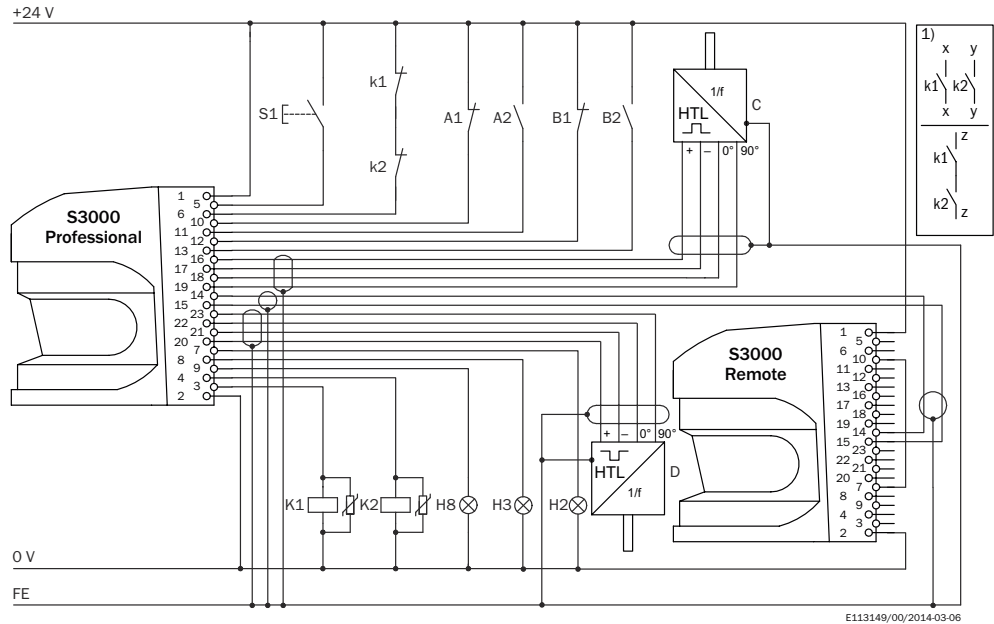 +24 V
1)
x y
k1 k2
x y
z
k1
k2
z
S1
k1
k2
A1
A2
B1
B2
1/f
HTL
C
+ – 0° 90°
S3000
Professional
1
5
6
10
11
12
13
16
17
18
19
14
15
23
22
21
20
7
8
9
4
3
2
S3000
Remote
1
5
6
10
11
12
13
16
17
18
19
14
15
23
22
21
20
7
8
9
4
3
2
+ – 0° 90°
HTL
1/f
D
K1
K2
H8
H3
H2
0 V
FE
E113149/00/2014-03-06